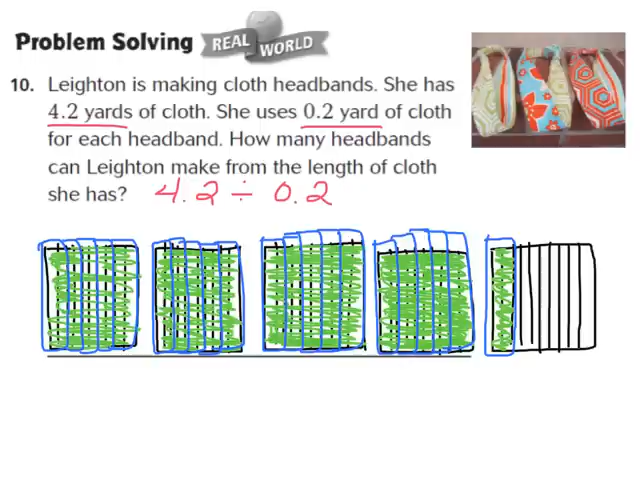 Problem Solving REAL WORLD
10. Leighton is making cloth headbands. She has
4.2 yards of cloth. She uses 0.2 yard of cloth
for each headband. How many headbands
can Leighton make from the length of cloth
she has? 4.2 ÷ 0.2